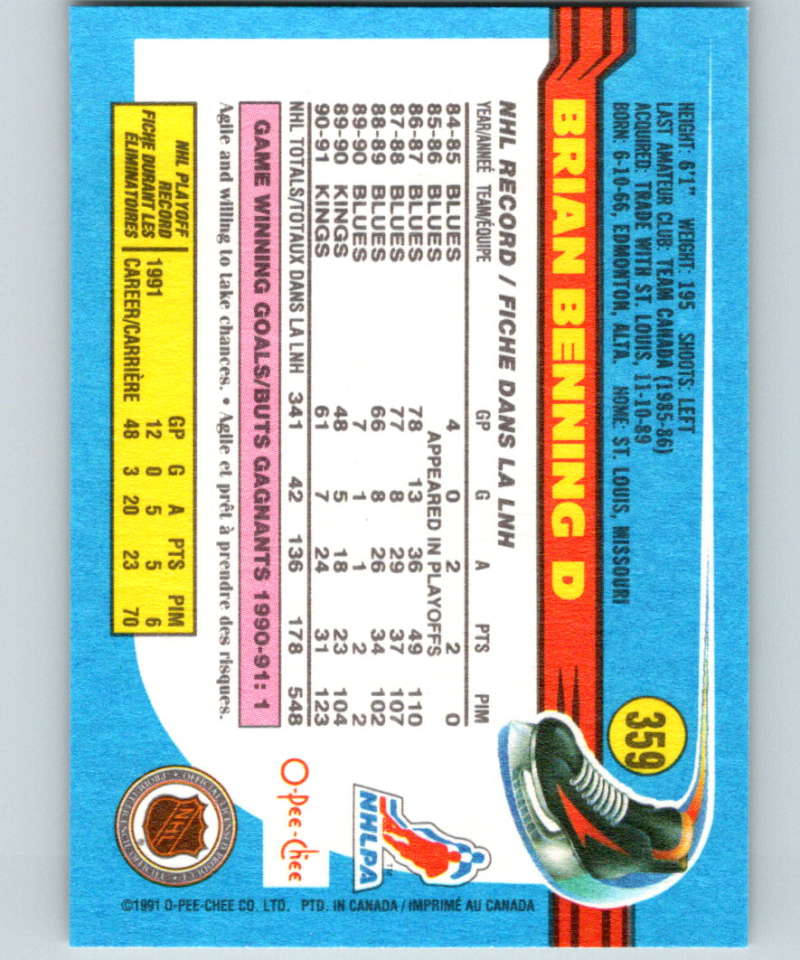 359
BRIAN BENNING D
HEIGHT: 6'1" WEIGHT: 195 SHOOTS: LEFT
LAST AMATEUR CLUB: TEAM CANADA (1985-86)
ACQUIRED: TRADE WITH ST. LOUIS, 11-10-89
BORN: 6-10-66, EDMONTON, ALTA. HOME: ST. LOUIS, MISSOURI
NHL RECORD / FICHE DANS LA LNH
YEAR/ANNÉE TEAM/ÉQUIPE GP G A PTS PIM
84-85 BLUES 4 0 2 2 0
85-86 BLUES APPEARED IN PLAYOFFS
86-87 BLUES 78 13 36 49 110
87-88 BLUES 77 8 29 37 107
88-89 BLUES 66 8 26 34 102
89-90 BLUES 7 1 1 2 2
89-90 KINGS 48 5 18 23 104
90-91 KINGS 61 7 24 31 123
NHL TOTALS/TOTAUX DANS LA LNH 341 42 136 178 548
GAME WINNING GOALS/BUTS GAGNANTS 1990-91: 1
Agile and willing to take chances. • Agile et prêt à prendre des risques.
NHL PLAYOFF
RECORD
FICHE DURANT LES
ÉLIMINATOIRES
GP G A PTS PIM
1991 12 0 5 5 6
CAREER/CARRIÈRE 48 3 20 23 70
NHLPA
TM
O-Pee-Chee
NHL
®
©1991 O-PEE-CHEE CO. LTD. PTD. IN CANADA / IMPRIMÉ AU CANADA